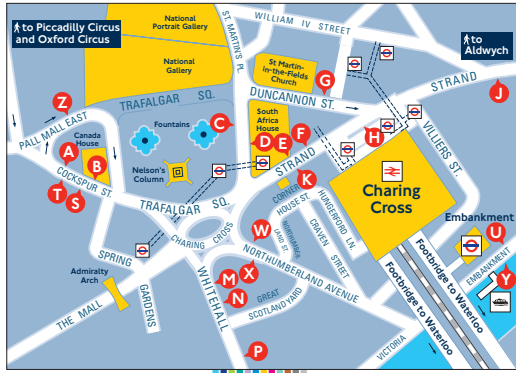 to Piccadilly Circus
and Oxford Circus
National
Portrait Gallery
National
Gallery
ST. MARTIN'S PL.
WILLIAM IV STREET
to
Aldwych
St Martin-
in-the-Fields
Church
G
DUNCANNON ST.
STRAND
J
Z
PALL MALL EAST
TRAFALGAR SQ.
C
Fountains
South
Africa
House
D
E
F
H
A
Canada
House
B
COCKSPUR ST.
T
S
Nelson's
Column
STRAND
K
VILLIERS ST.
Charing
Cross
TRAFALGAR SQ.
CORNER
HOUSE ST.
HUNGERFORD LN.
CRAVEN
STREET
NORTHUMBER
LAND ST.
CHARING CROSS
W
Embankment
U
EMBANKMENT
Y
SPRING
GARDENS
Admiralty
Arch
THE MALL
WHITEHALL
M
X
N
NORTHUMBERLAND AVENUE
GREAT
SCOTLAND YARD
P
Footbridge to Waterloo
Footbridge to Waterloo
VICTORIA